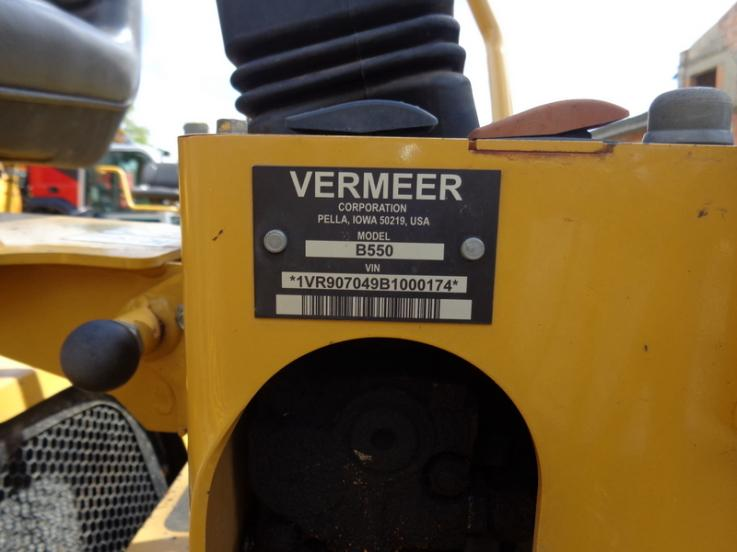 VERMEER
CORPORATION
PELLA, IOWA 50219, USA
MODEL
B550
VIN
*1VR907049B1000174*